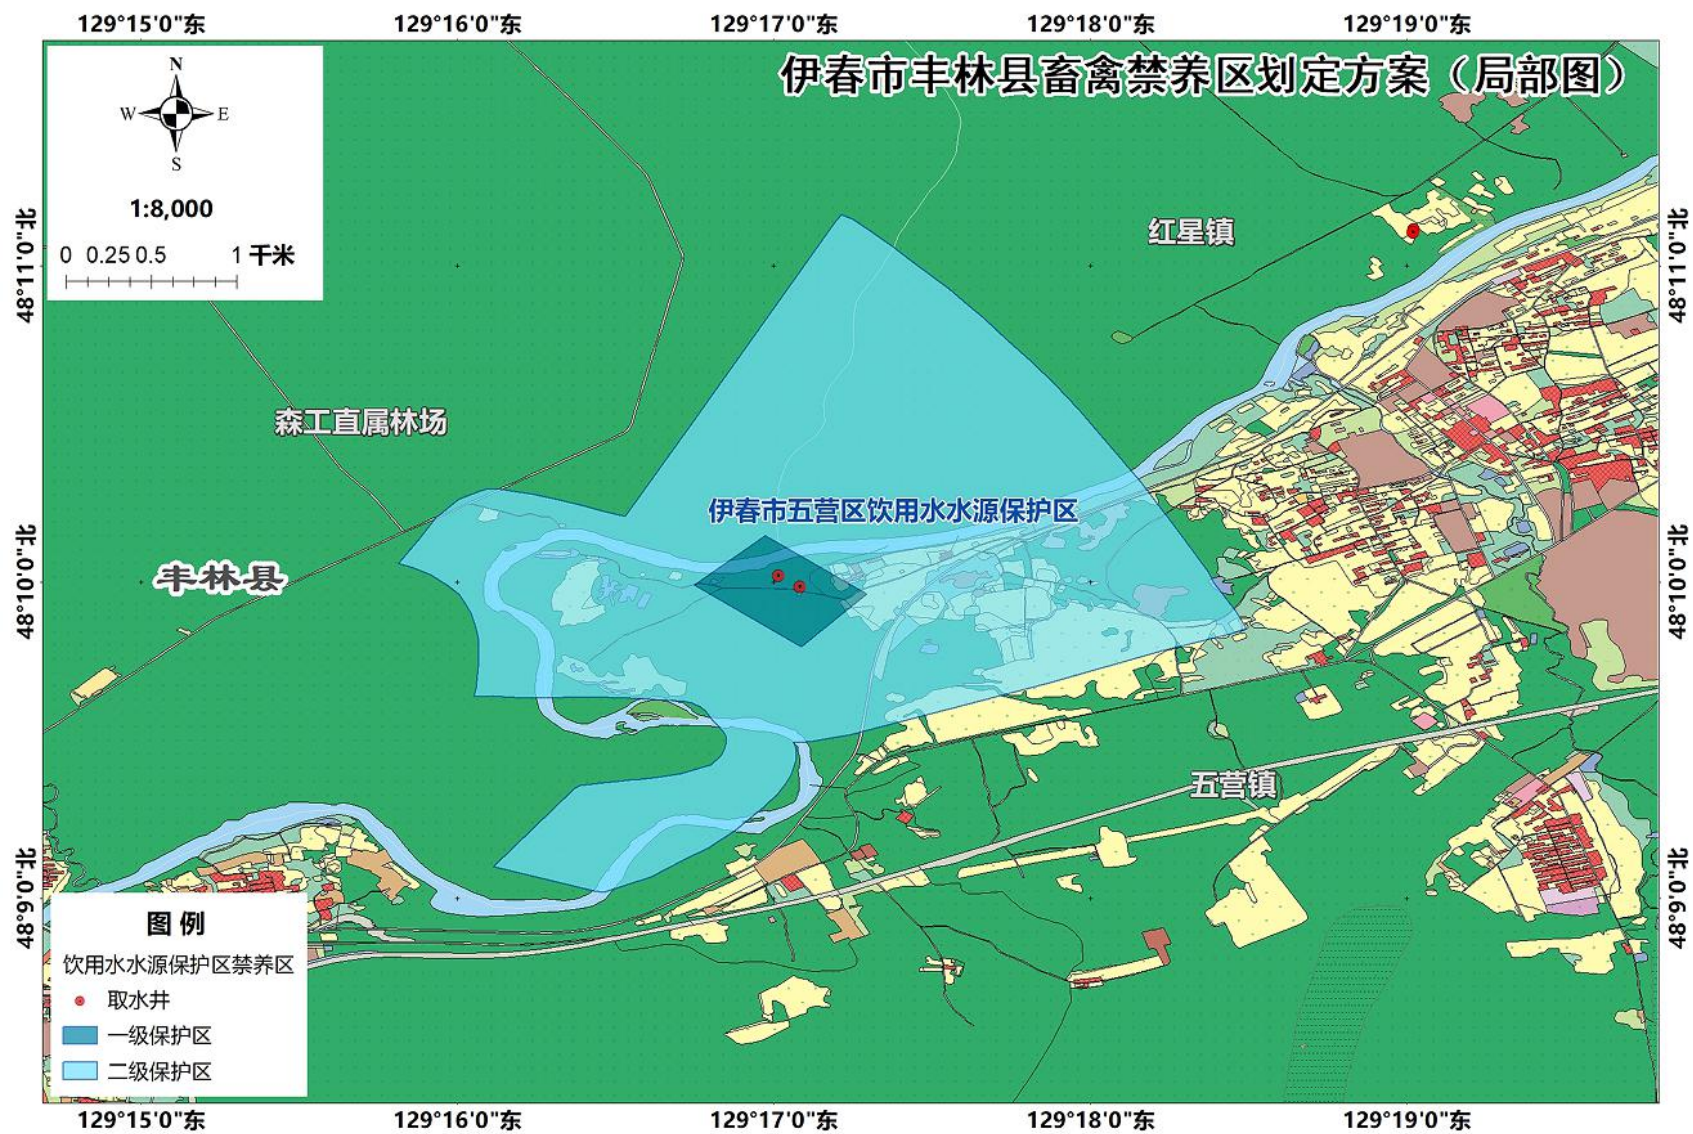 129°15'0"东 129°16'0"东 129°17'0"东 129°18'0"东 129°19'0"东
伊春市丰林县畜禽禁养区划定方案（局部图）
N
W E
S
1:8,000
0 0.25 0.5 1 千米
48°11'0"北 48°11'0"北
红星镇
森工直属林场
伊春市五营区饮用水水源保护区
48°10'0"北 48°10'0"北
丰林县
五营镇
48°9'0"北 48°9'0"北
图 例
饮用水水源保护区禁养区
取水井
一级保护区
二级保护区
129°15'0"东 129°16'0"东 129°17'0"东 129°18'0"东 129°19'0"东